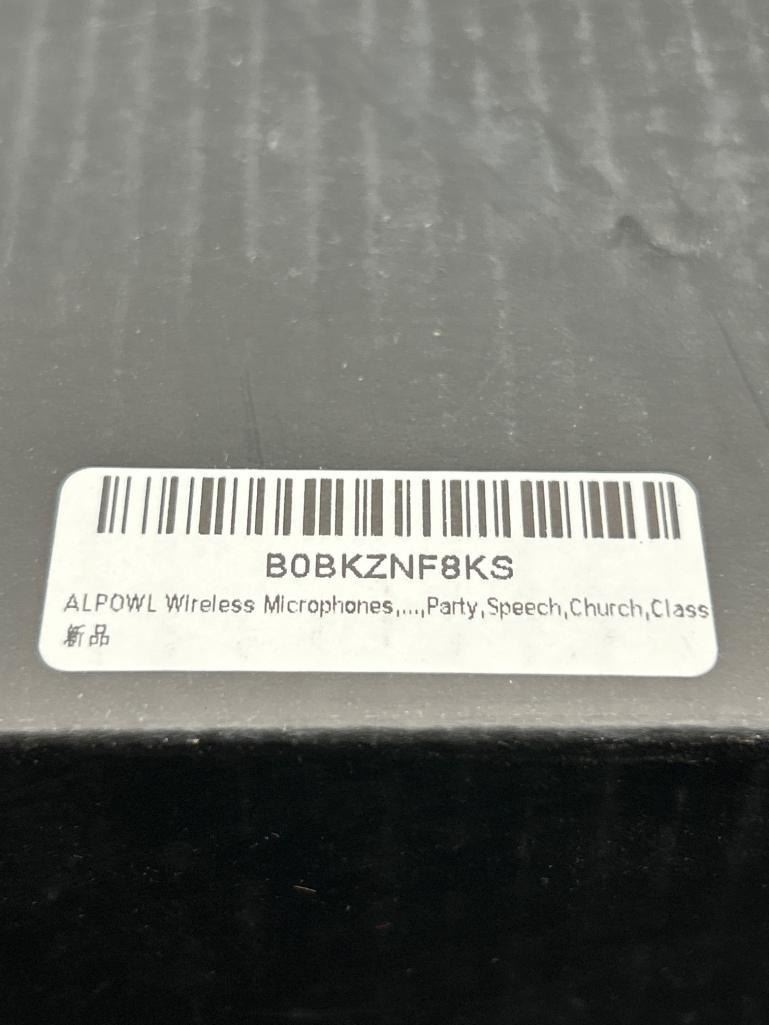 B0BKZNF8KS
ALPOWL Wireless Microphones,...,Party,Speech,Church,Class
新品